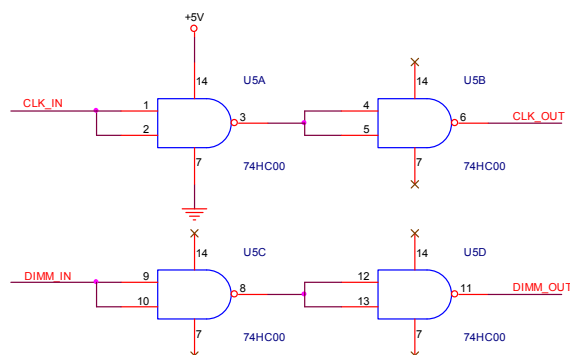 +5V
14 U5A 14 U5B
CLK_IN 1 3 4 6 CLK_OUT
2 5
7 7
74HC00 74HC00
14 U5C 14 U5D
DIMM_IN 9 8 12 11 DIMM_OUT
10 13
7 7
74HC00 74HC00